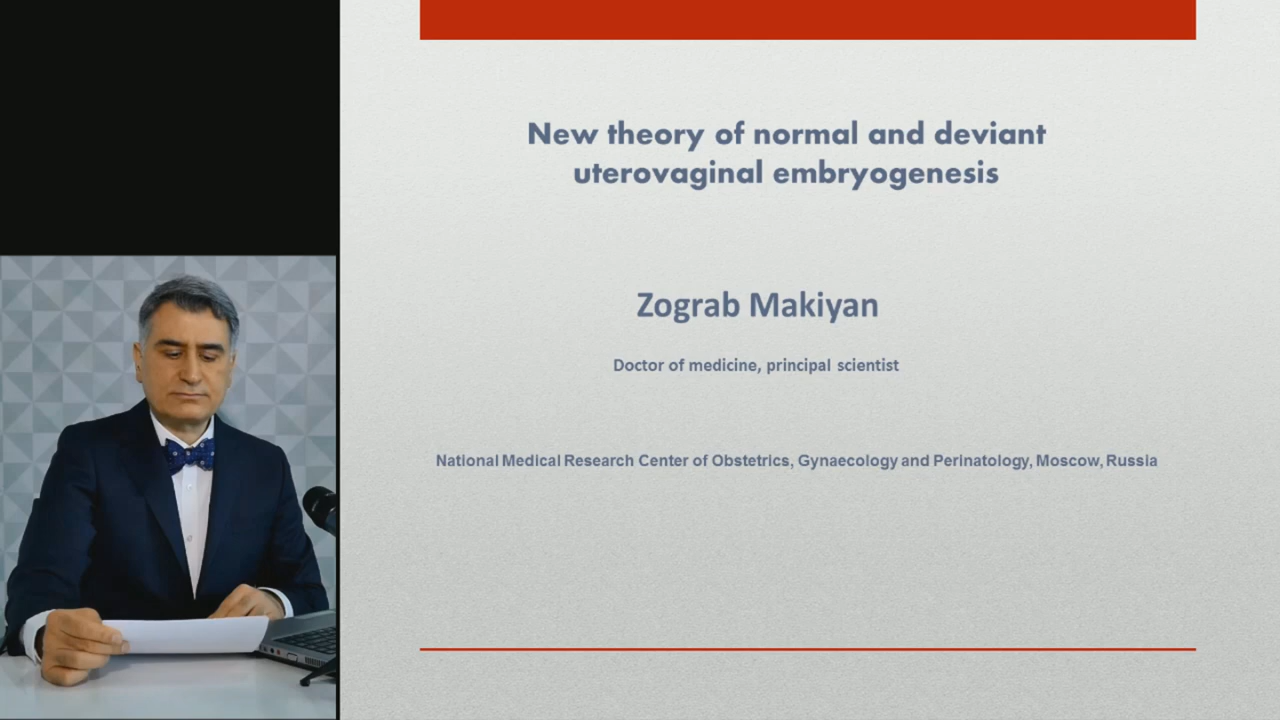 New theory of normal and deviant
uterovaginal embryogenesis
Zograb Makiyan
Doctor of medicine, principal scientist
National Medical Research Center of Obstetrics, Gynaecology and Perinatology, Moscow, Russia